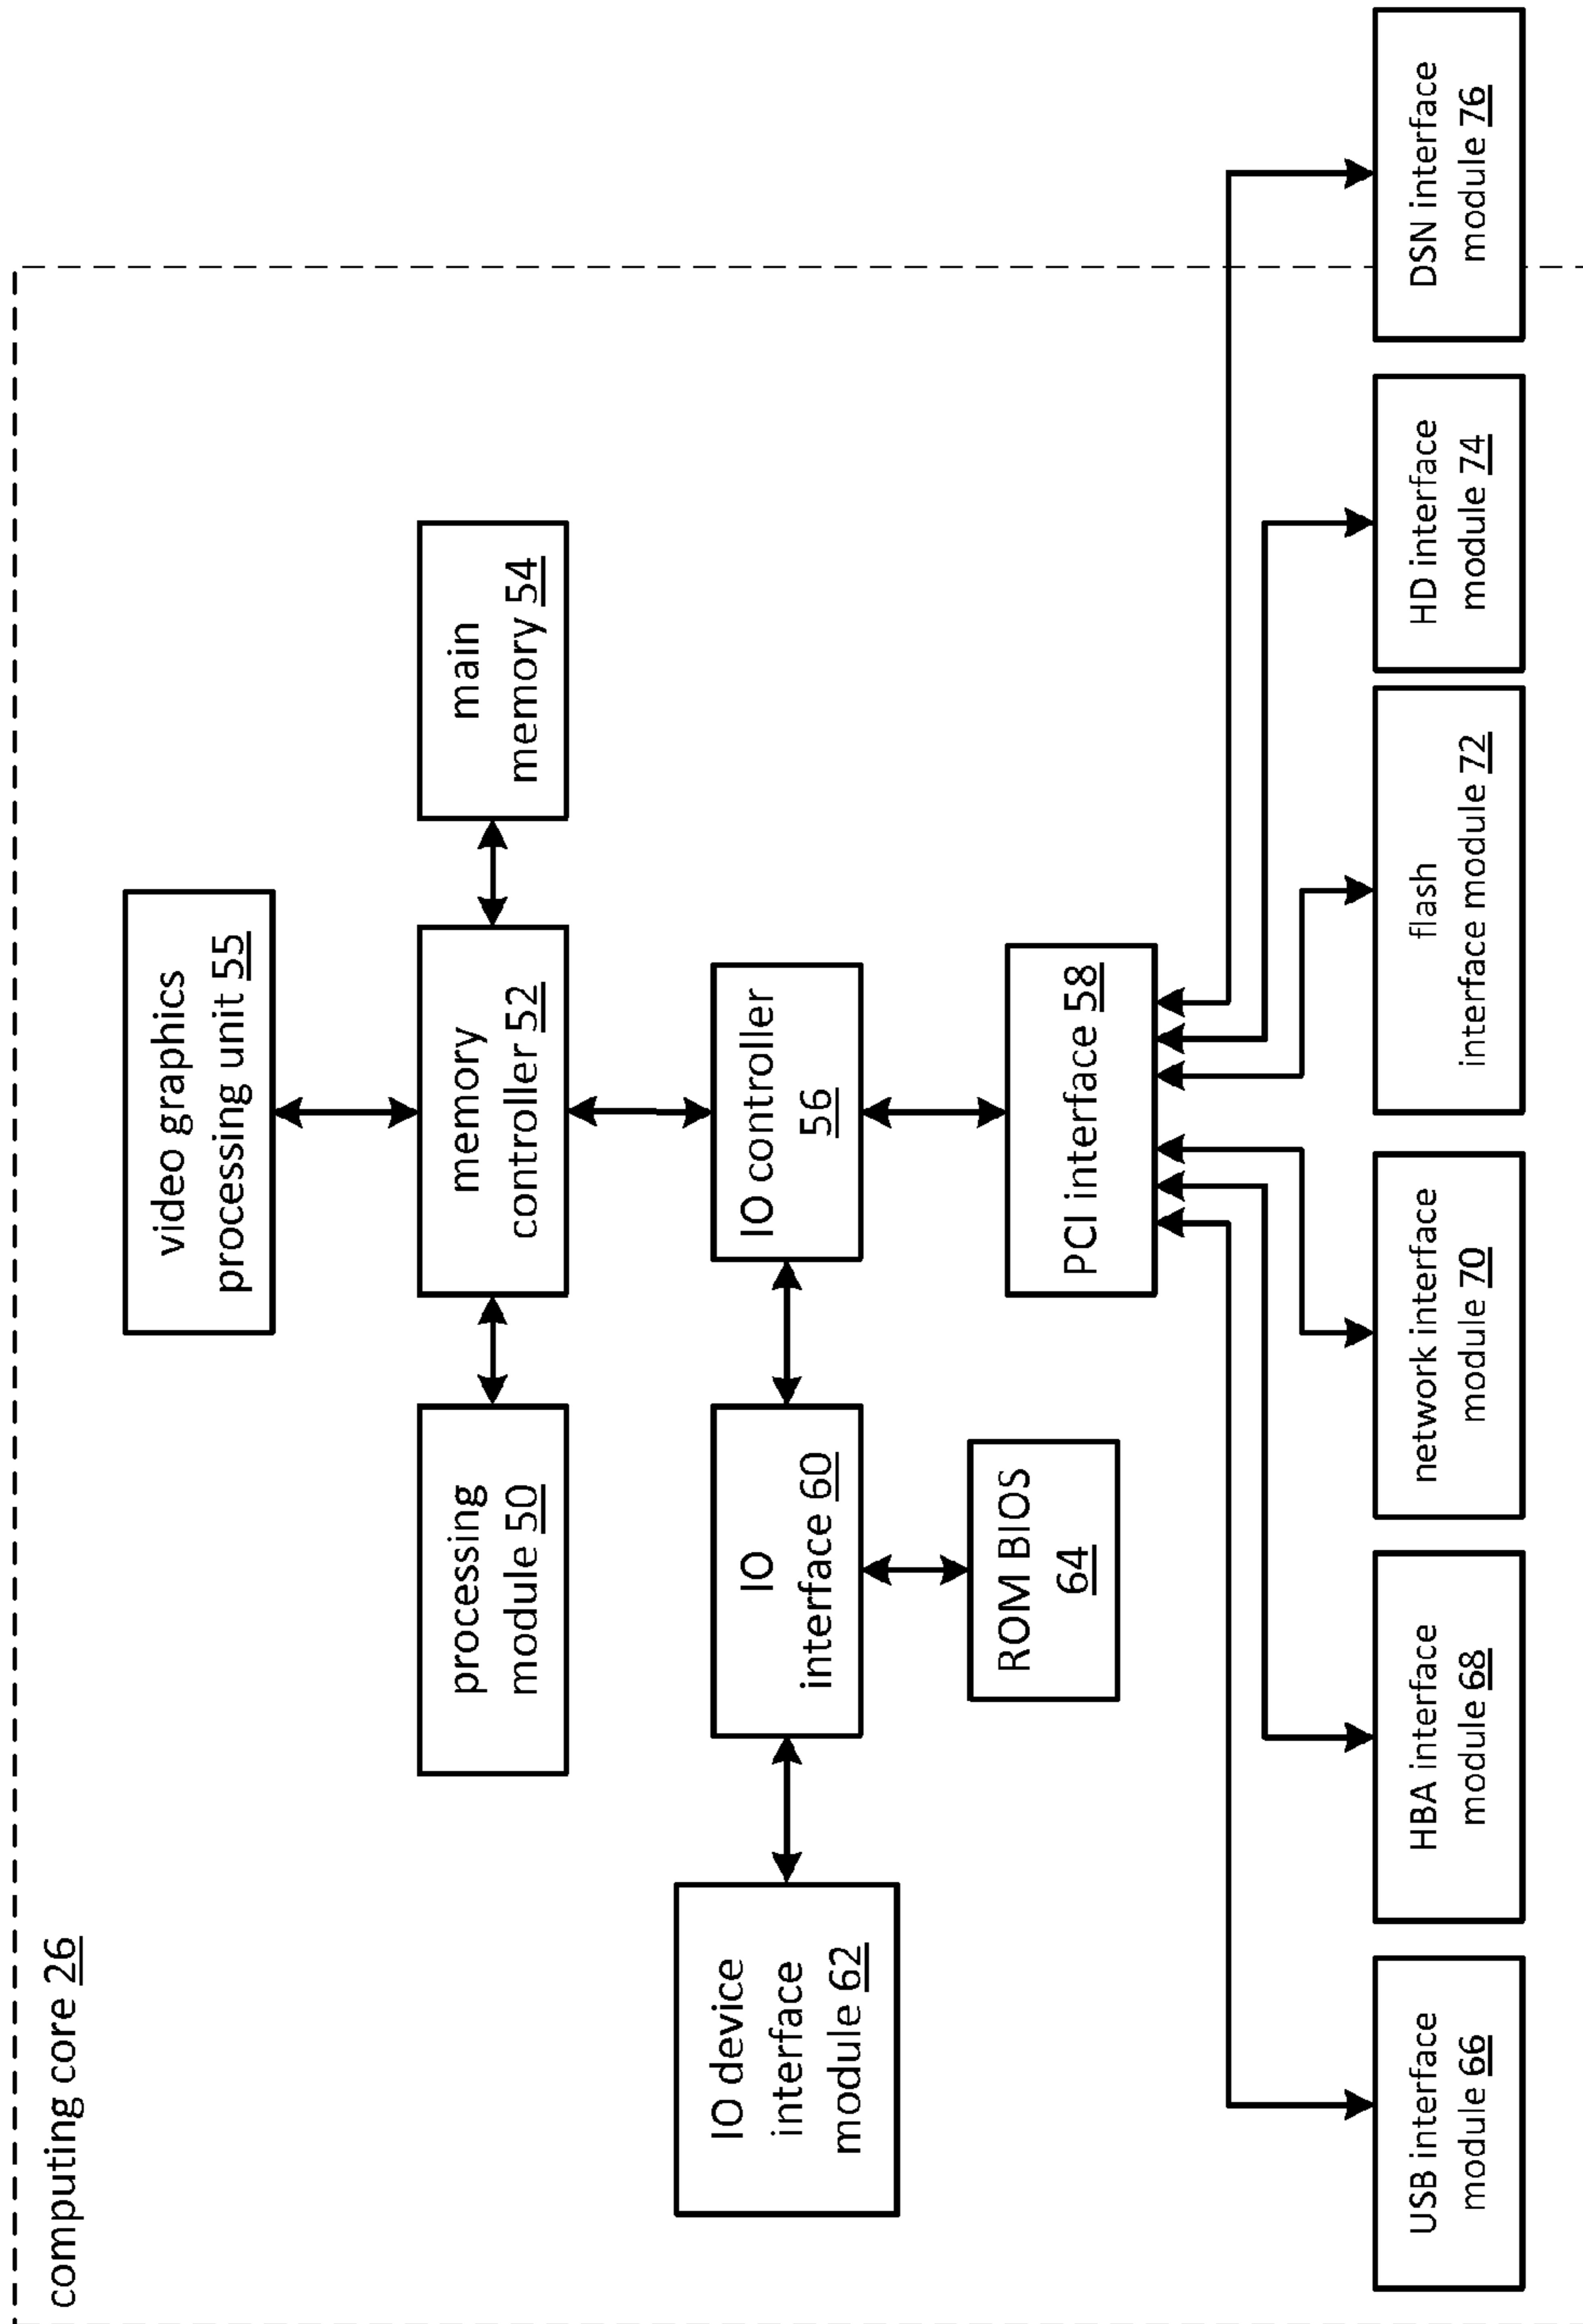 computing core 26
video graphics
processing unit 55
processing
module 50
memory
controller 52
main
memory 54
IO device
interface
module 62
IO
interface 60
IO controller
56
ROM BIOS
64
PCI interface 58
USB interface
module 66
HBA interface
module 68
network interface
module 70
flash
interface module 72
HD interface
module 74
DSN interface
module 76